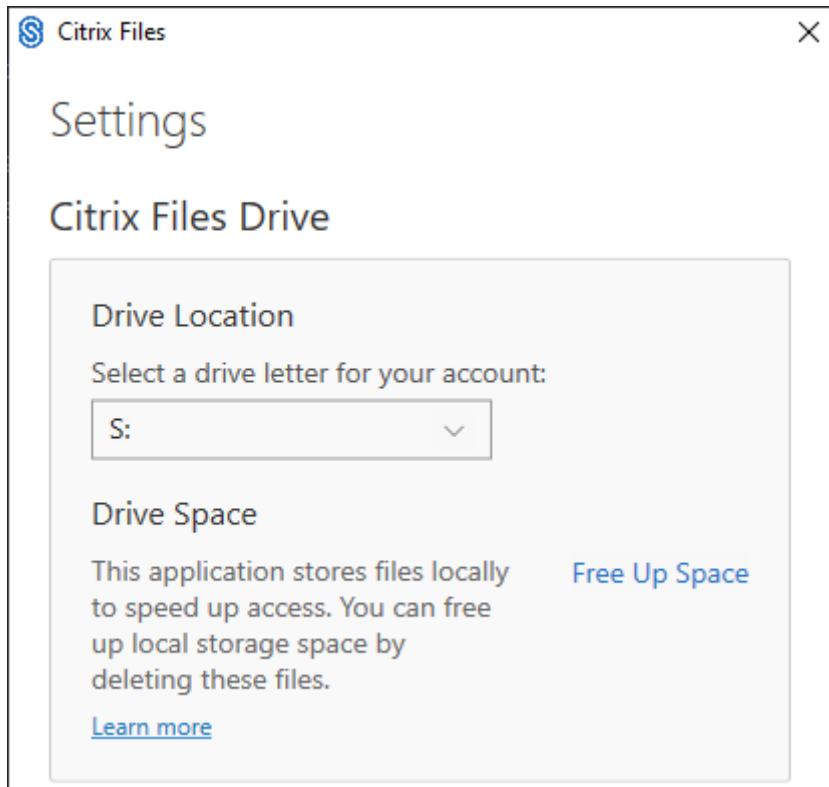 Citrix Files
Settings
Citrix Files Drive
Drive Location
Select a drive letter for your account:
S:
Drive Space
This application stores files locally
to speed up access. You can free
up local storage space by
deleting these files.
Free Up Space
Learn more